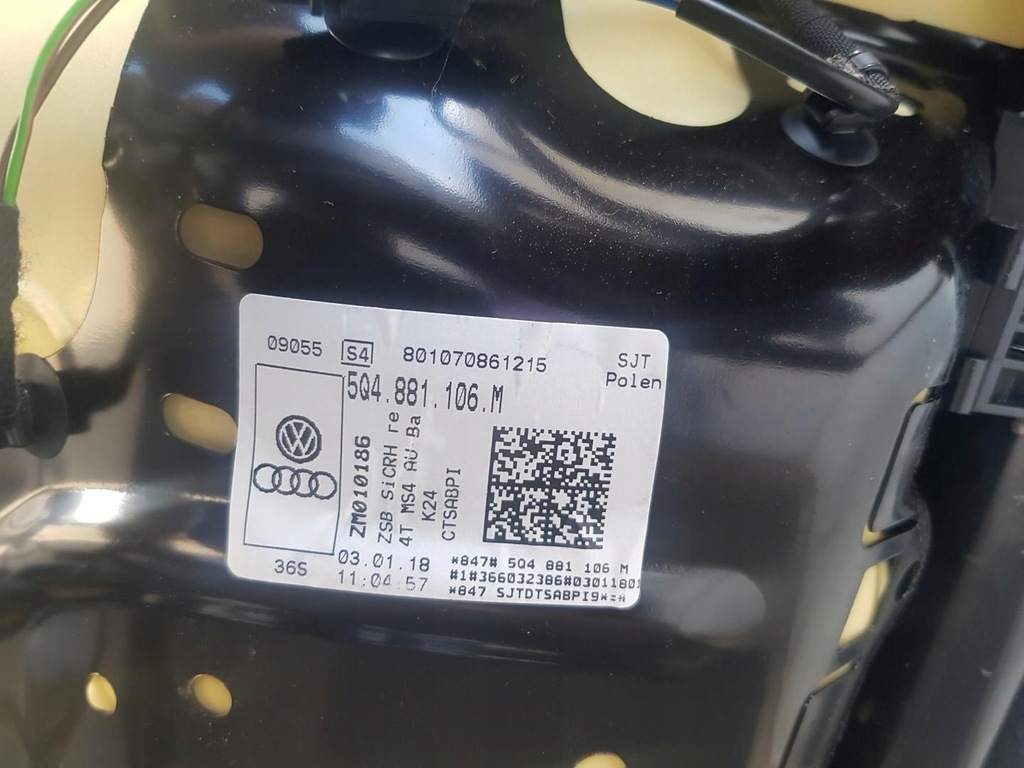 09055 S4 801070861215 SJT
Polen
5Q4.881.106.M
ZM010186
ZSB SiGRH re
4T MS4 AU Ba
K24
CTSABPI
36S
03.01.18
11:04:57
*847# 5Q4 881 106 M
#1#366032386#0301180
*847 SJTDTSABPI9*=*